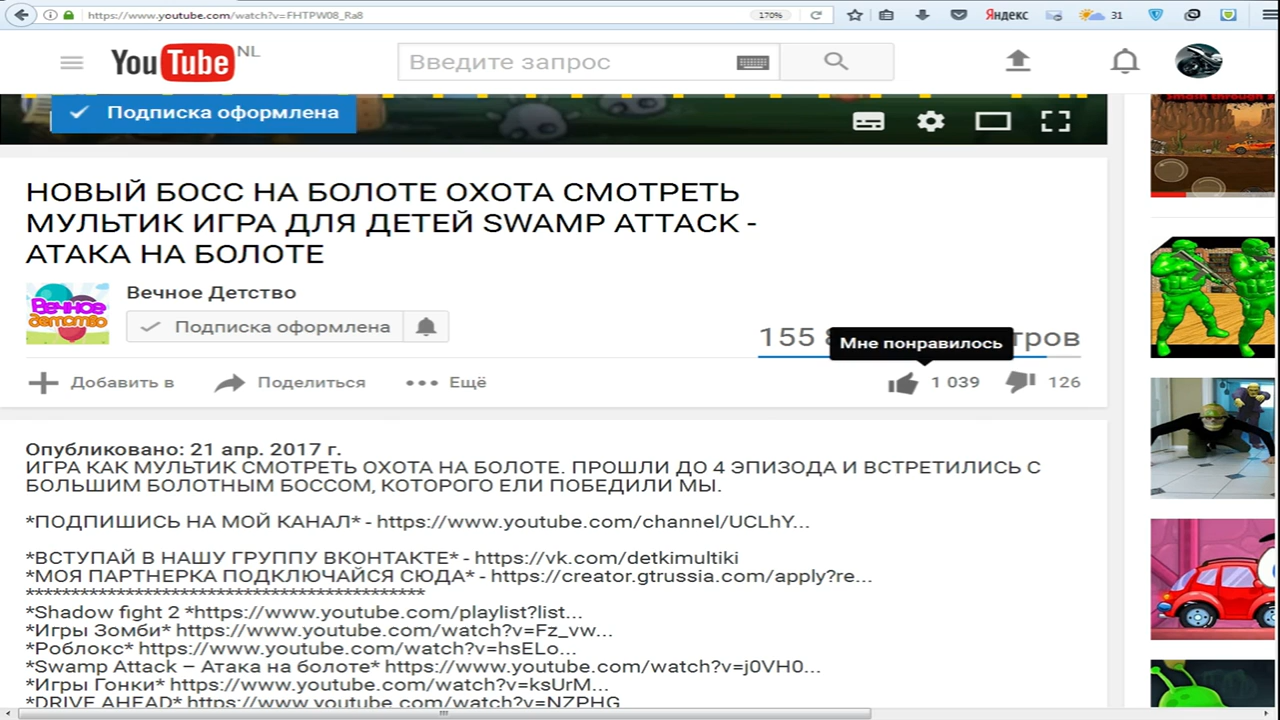 https://www.youtube.com/watch?v=FHTPW08_Ra8
170%
Яндекс
31
YouTube NL
Введите запрос
Подписка оформлена
НОВЫЙ БОСС НА БОЛОТЕ ОХОТА СМОТРЕТЬ
МУЛЬТИК ИГРА ДЛЯ ДЕТЕЙ SWAMP ATTACK -
АТАКА НА БОЛОТЕ
Вечное детство
Вечное Детство
Подписка оформлена
155
Мне понравилось
Добавить в
Поделиться
Ещё
1 039
126
Опубликовано: 21 апр. 2017 г.
ИГРА КАК МУЛЬТИК СМОТРЕТЬ ОХОТА НА БОЛОТЕ. ПРОШЛИ ДО 4 ЭПИЗОДА И ВСТРЕТИЛИСЬ С
БОЛЬШИМ БОЛОТНЫМ БОССОМ, КОТОРОГО ЕЛИ ПОБЕДИЛИ МЫ.
*ПОДПИШИСЬ НА МОЙ КАНАЛ* - https://www.youtube.com/channel/UCLhY...
*ВСТУПАЙ В НАШУ ГРУППУ ВКОНТАКТЕ* - https://vk.com/detkimultiki
*МОЯ ПАРТНЕРКА ПОДКЛЮЧАЙСЯ СЮДА* - https://creator.gtrussia.com/apply?re...
*******************************************
*Shadow fight 2 *https://www.youtube.com/playlist?list...
*Игры Зомби* https://www.youtube.com/watch?v=Fz_vw...
*Роблокс* https://www.youtube.com/watch?v=hsELo...
*Swamp Attack – Атака на болоте* https://www.youtube.com/watch?v=j0VH0...
*Игры Гонки* https://www.youtube.com/watch?v=ksUrM...
*DRIVE AHEAD* https://www.youtube.com/watch?v=NZPHG